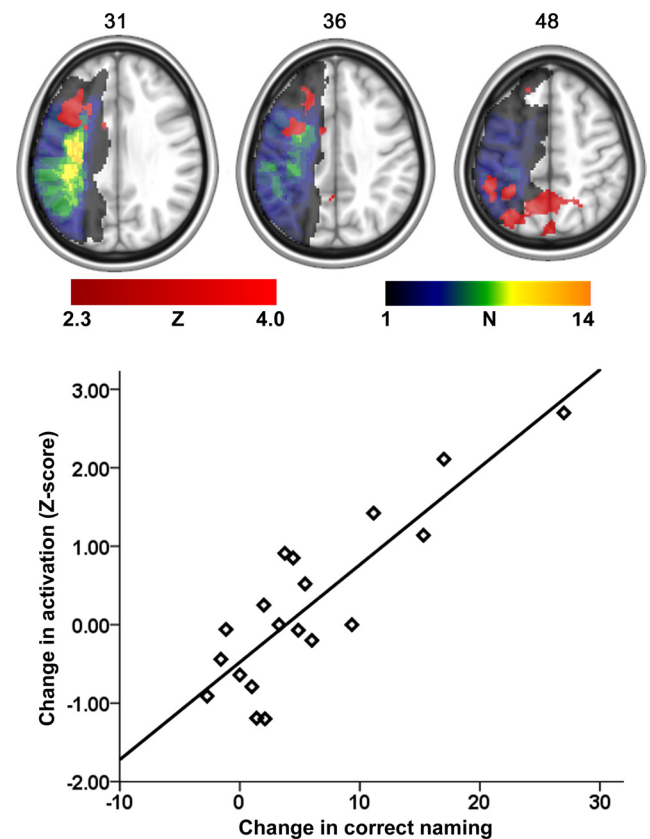 31 36 48
2.3 Z 4.0 1 N 14
Change in activation (Z-score)
3.00
2.00
1.00
0.00
-1.00
-2.00
-10 0 10 20 30
Change in correct naming